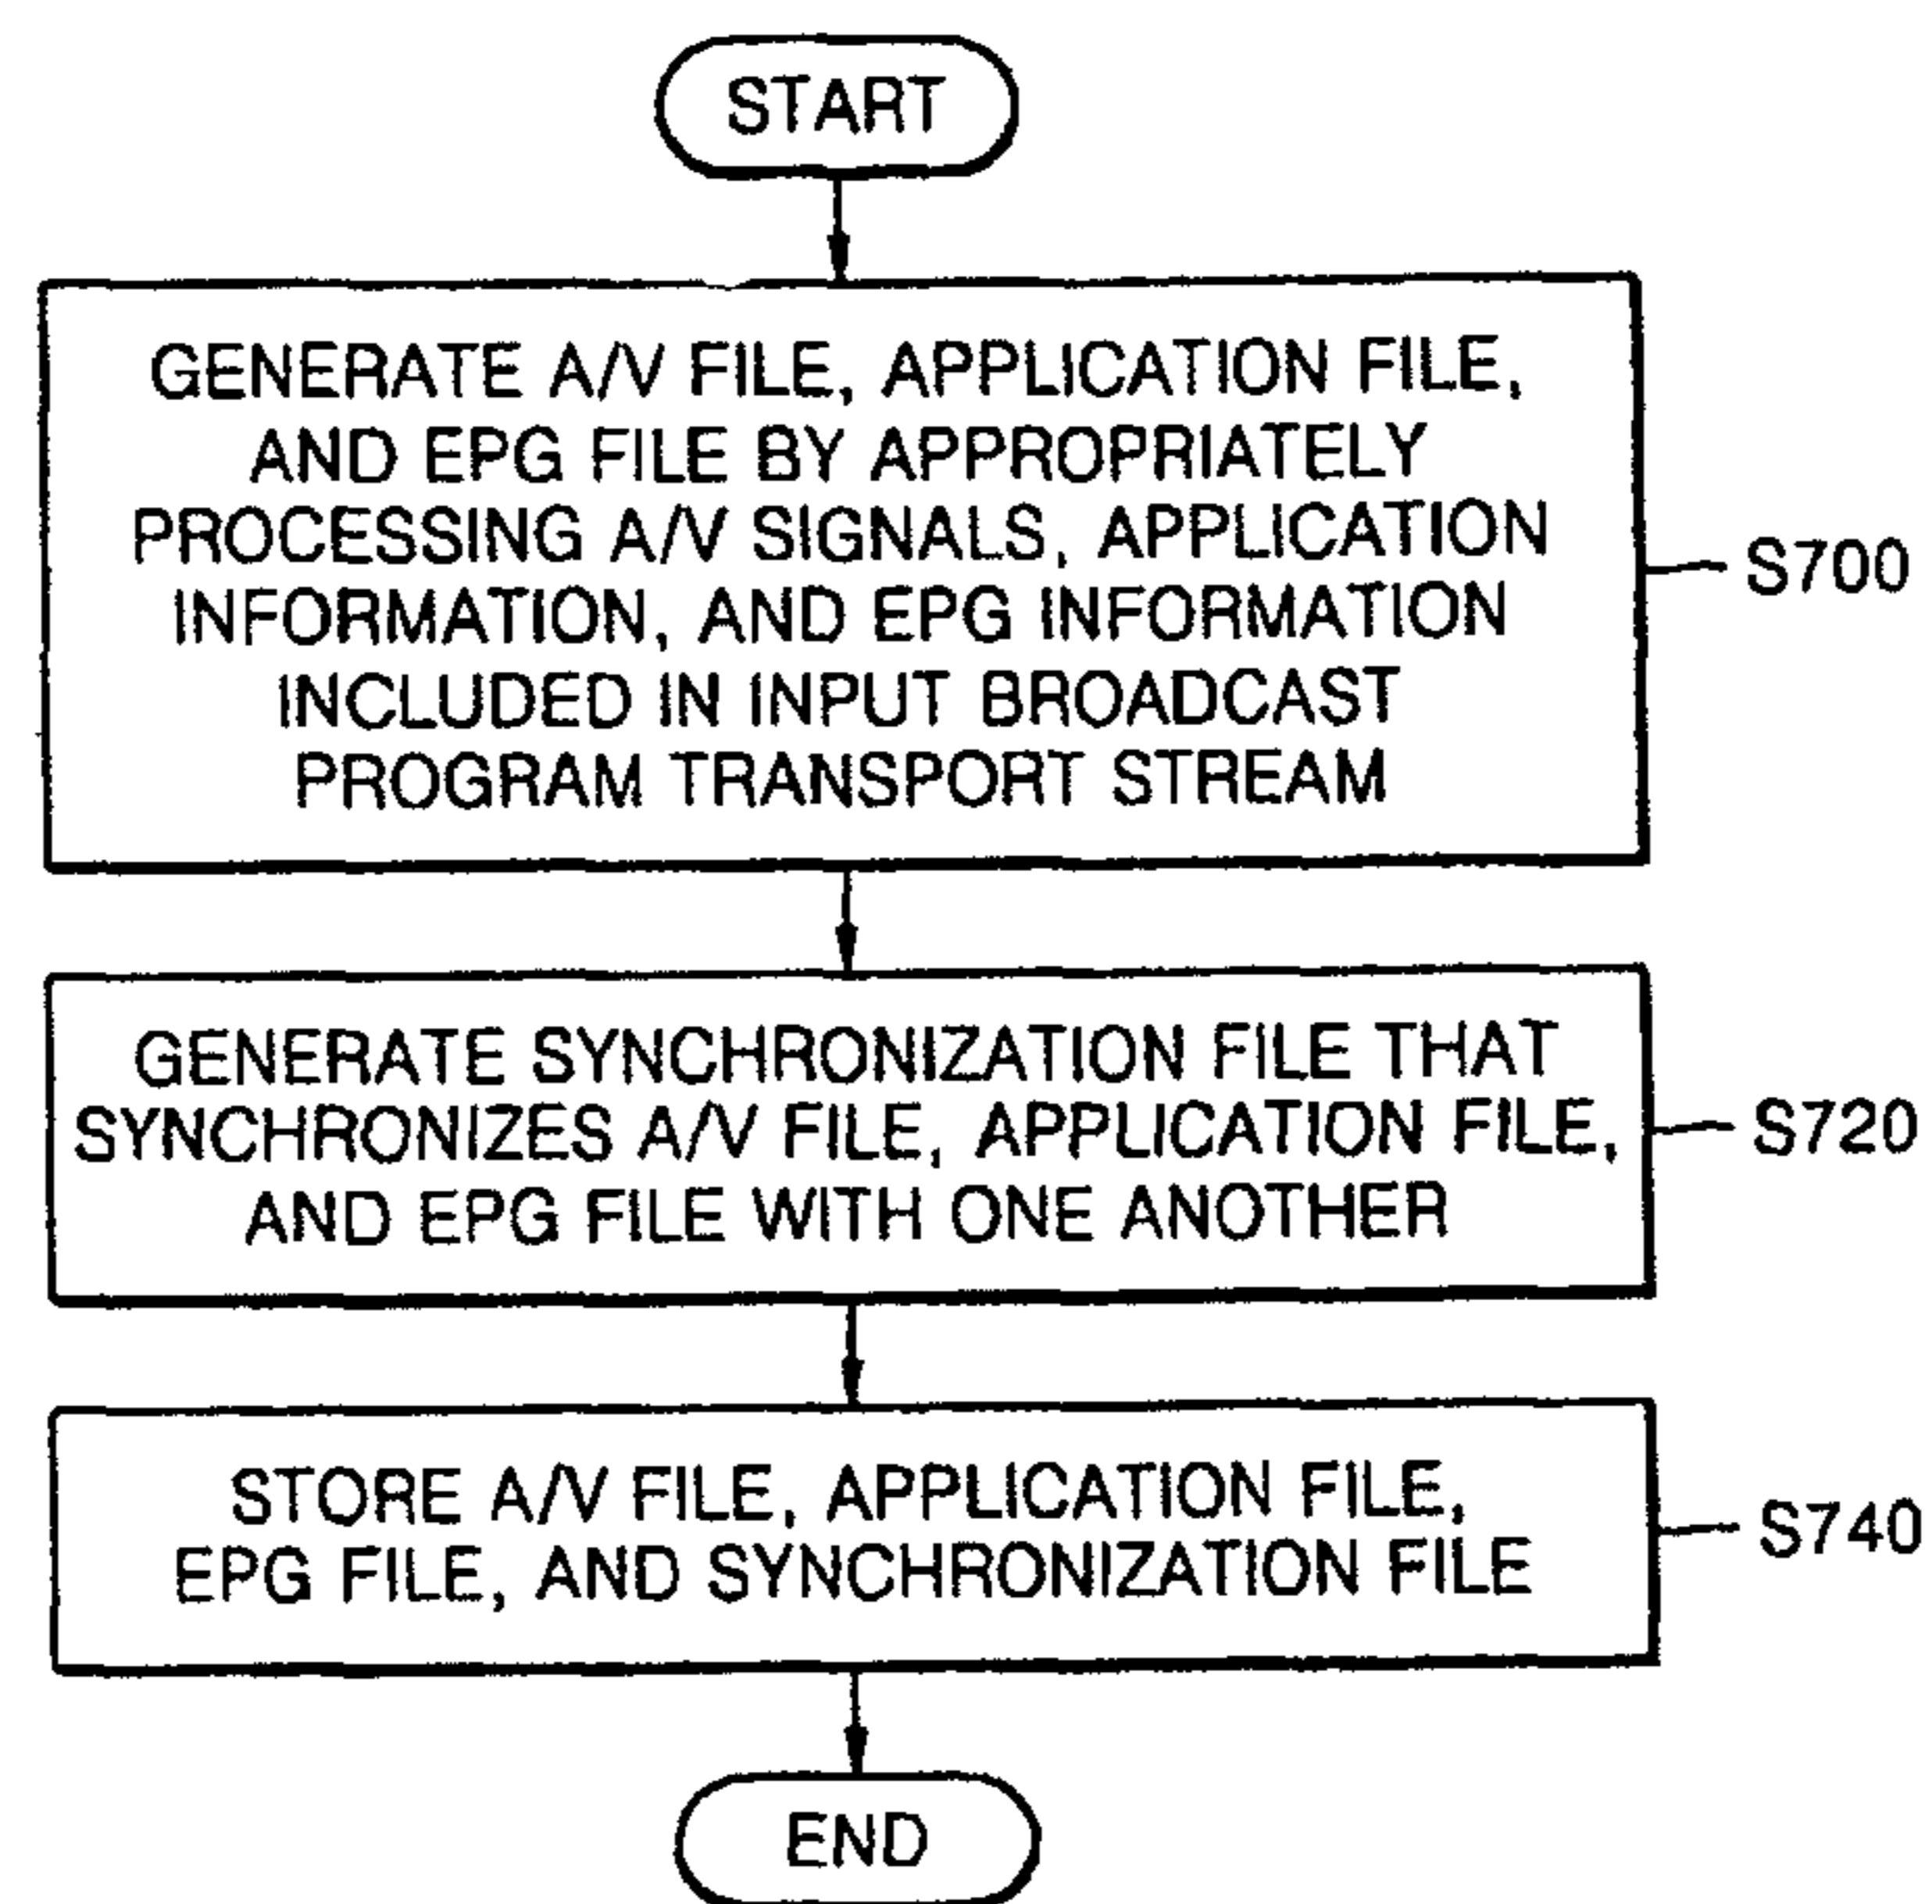 START
GENERATE A/V FILE, APPLICATION FILE,
AND EPG FILE BY APPROPRIATELY
PROCESSING A/V SIGNALS, APPLICATION
INFORMATION, AND EPG INFORMATION
INCLUDED IN INPUT BROADCAST
PROGRAM TRANSPORT STREAM
S700
GENERATE SYNCHRONIZATION FILE THAT
SYNCHRONIZES A/V FILE, APPLICATION FILE,
AND EPG FILE WITH ONE ANOTHER
S720
STORE A/V FILE, APPLICATION FILE,
EPG FILE, AND SYNCHRONIZATION FILE
S740
END